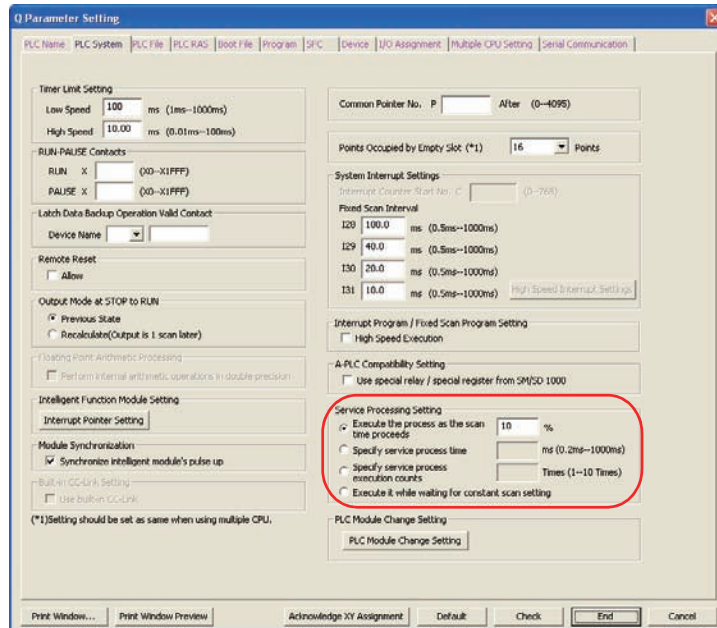 Q Parameter Setting
PLC Name PLC System PLC File PLC RAS Boot File Program SFC Device I/O Assignment Multiple CPU Setting Serial Communication
Timer Limit Setting
Low Speed 100 ms (1ms--1000ms)
High Speed 10.00 ms (0.01ms--100ms)
RUN-PAUSE Contacts
RUN X (X0--X1FFF)
PAUSE X (X0--X1FFF)
Latch Data Backup Operation Valid Contact
Device Name
Remote Reset
Allow
Output Mode at STOP to RUN
Previous State
Recalculate(Output is 1 scan later)
Floating Point Arithmetic Processing
Perform internal arithmetic operations in double precision
Intelligent Function Module Setting
Interrupt Pointer Setting
Module Synchronization
Synchronize intelligent module's pulse up
Built-in CC-Link Setting
Use built-in CC-Link
(*1)Setting should be set as same when using multiple CPU.
Common Pointer No. P After (0--4095)
Points Occupied by Empty Slot (*1) 16 Points
System Interrupt Settings
Interrupt Counter Start No. C (0--768)
Fixed Scan Interval
I28 100.0 ms (0.5ms--1000ms)
I29 40.0 ms (0.5ms--1000ms)
I30 20.0 ms (0.5ms--1000ms)
I31 10.0 ms (0.5ms--1000ms) High Speed Interrupt Settings
Interrupt Program / Fixed Scan Program Setting
High Speed Execution
A-PLC Compatibility Setting
Use special relay / special register from SM/SD 1000
Service Processing Setting
Execute the process as the scan time proceeds 10 %
Specify service process time ms (0.2ms--1000ms)
Specify service process execution counts Times (1--10 Times)
Execute it while waiting for constant scan setting
PLC Module Change Setting
PLC Module Change Setting
Print Window... Print Window Preview Acknowledge XY Assignment Default Check End Cancel